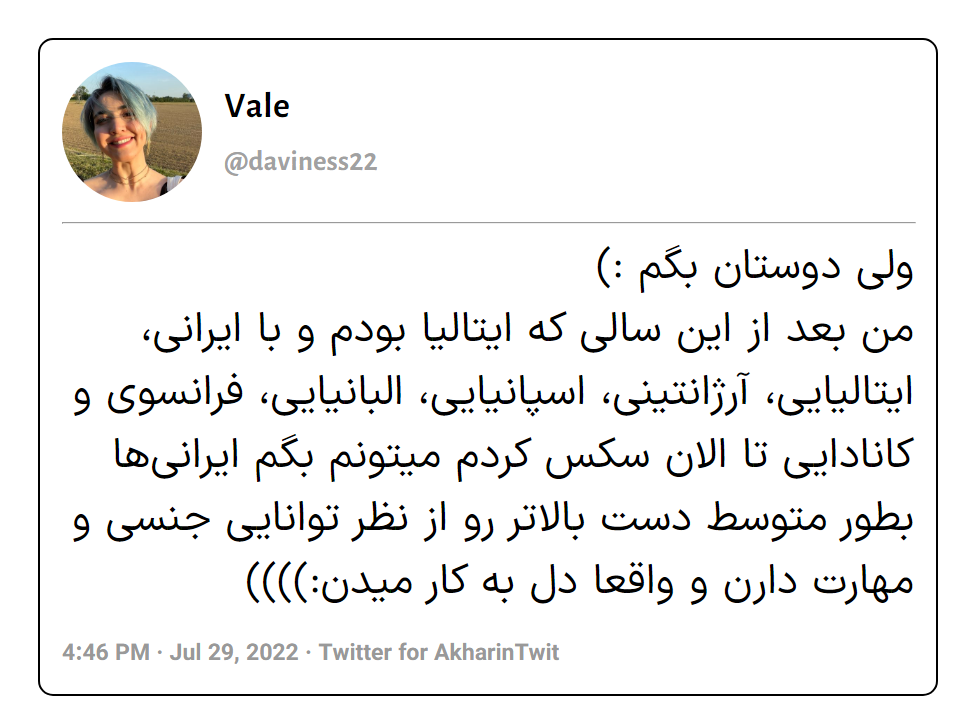 Vale
@daviness22
ولی دوستان بگم :)
من بعد از این سالی که ایتالیا بودم و با ایرانی،
ایتالیایی، آرژانتینی، اسپانیایی، البانیایی، فرانسوی و
کانادایی تا الان سکس کردم میتونم بگم ایرانی‌ها
بطور متوسط دست بالاتر رو از نظر توانایی جنسی و
مهارت دارن و واقعا دل به کار میدن:))))
4:46 PM · Jul 29, 2022 · Twitter for AkharinTwit